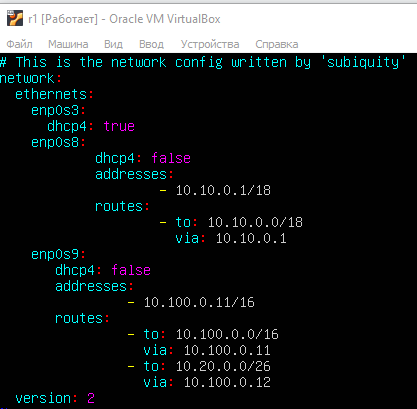 r1 [Работает] - Oracle VM VirtualBox
Файл Машина Вид Ввод Устройства Справка
# This is the network config written by 'subiquity'
network:
  ethernets:
    enp0s3:
      dhcp4: true
    enp0s8:
            dhcp4: false
            addresses:
                    - 10.10.0.1/18
            routes:
                    - to: 10.10.0.0/18
                      via: 10.10.0.1
    enp0s9:
       dhcp4: false
       addresses:
                - 10.100.0.11/16
       routes:
                - to: 10.100.0.0/16
                  via: 10.100.0.11
                - to: 10.20.0.0/26
                  via: 10.100.0.12
  version: 2